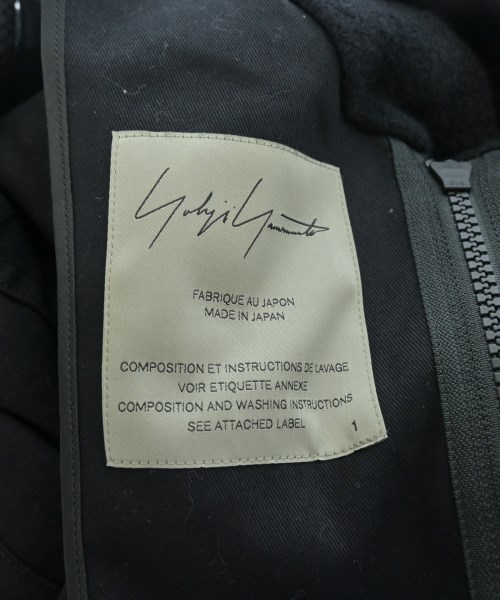 Yohji Yamamoto
FABRIQUE AU JAPON
MADE IN JAPAN
COMPOSITION ET INSTRUCTIONS DE LAVAGE
VOIR ETIQUETTE ANNEXE
COMPOSITION AND WASHING INSTRUCTIONS
SEE ATTACHED LABEL 1